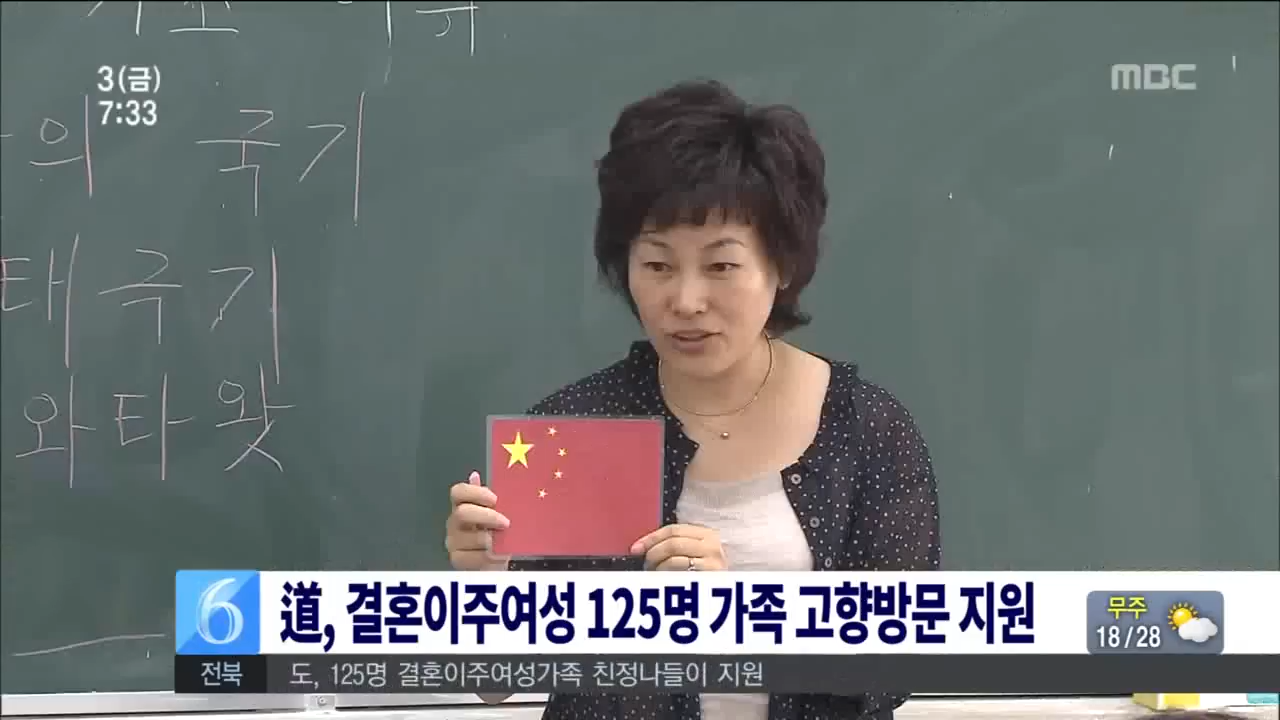 3(금)
7:33
MBC
의 국기
태극기
와타왓
6 道, 결혼이주여성 125명 가족 고향방문 지원
무주
18/28
전북 도, 125명 결혼이주여성가족 친정나들이 지원